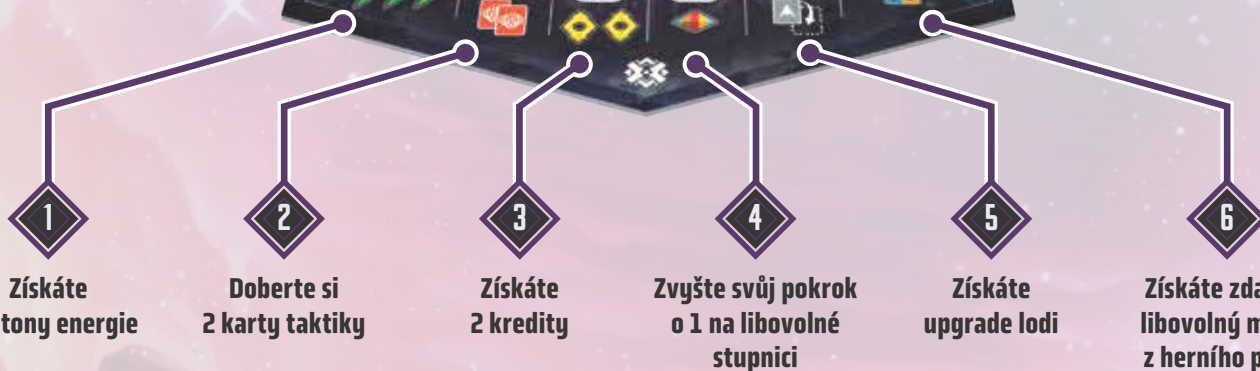 1
Získáte
tony energie
2
Doberte si
2 karty taktiky
3
Získáte
2 kredity
4
Zvyšte svůj pokrok
o 1 na libovolné
stupnici
5
Získáte
upgrade lodi
6
Získáte
libovolný
z herního